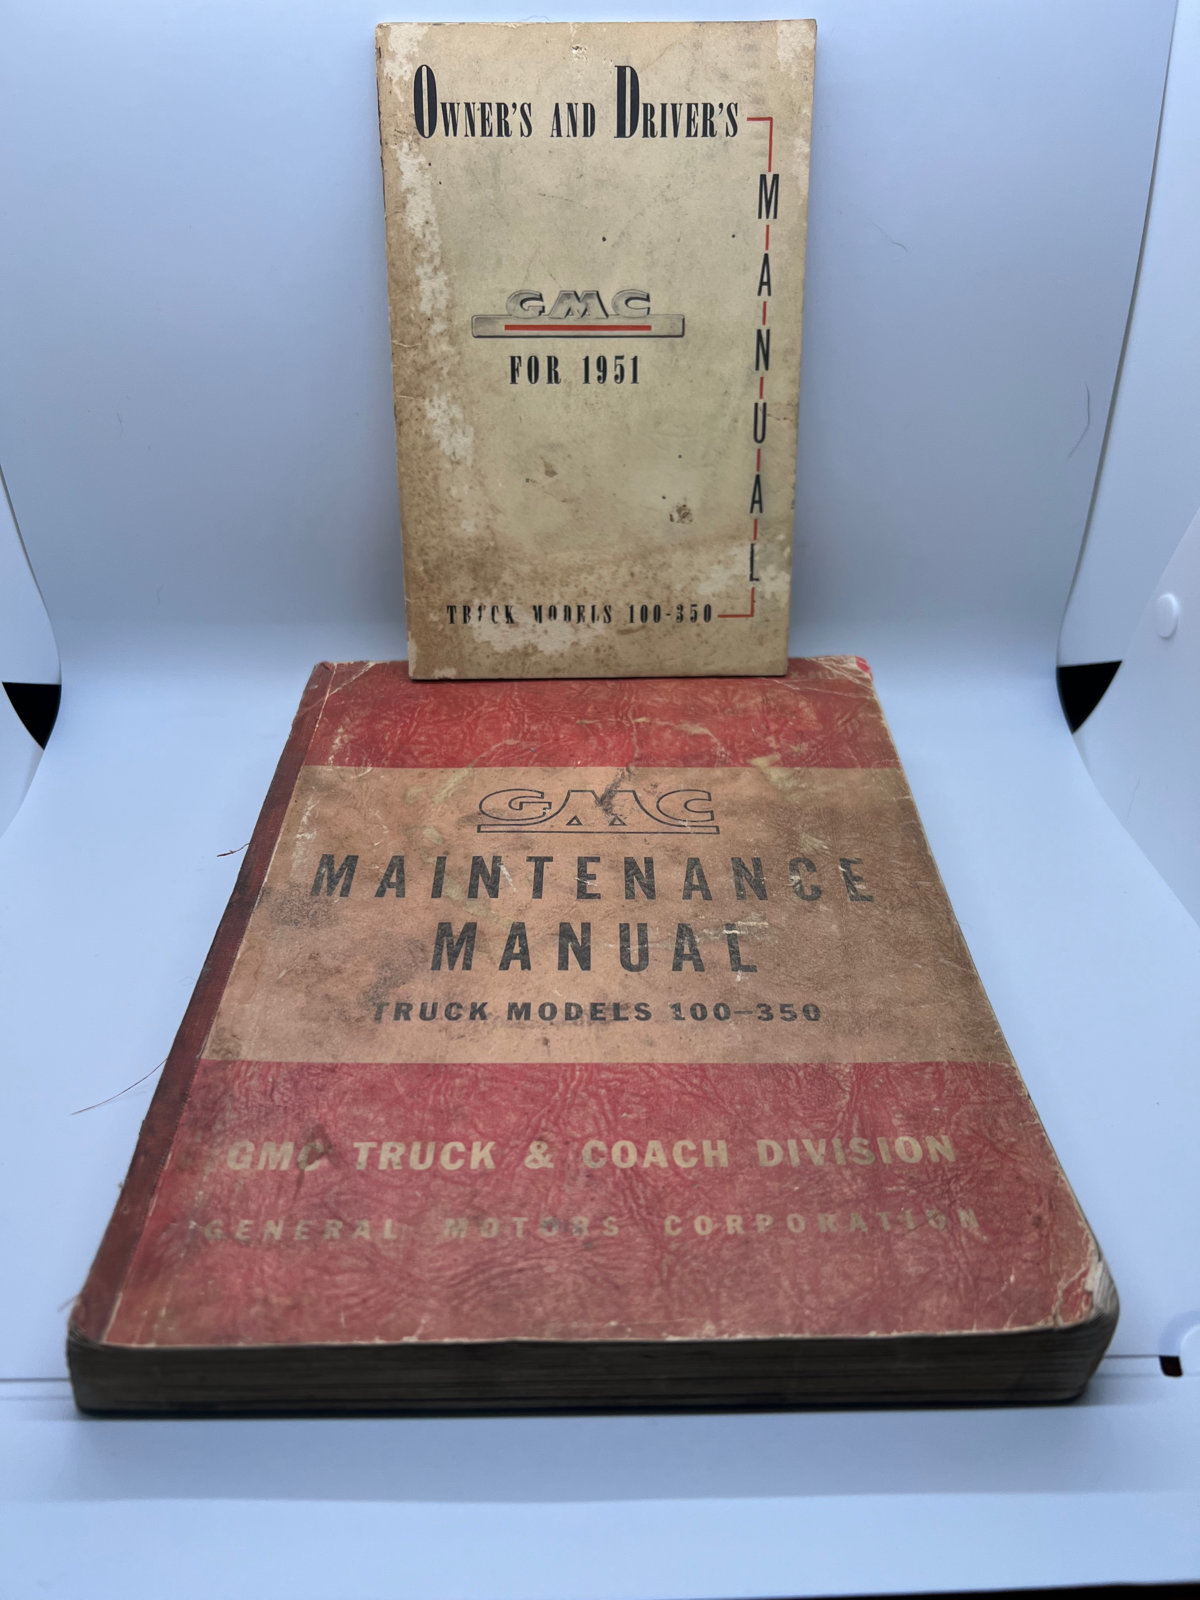 OWNER'S AND DRIVER'S
MANUAL
GMC
FOR 1951
TRUCK MODELS 100-350
GMC
MAINTENANCE
MANUAL
TRUCK MODELS 100-350
GMC TRUCK & COACH DIVISION
GENERAL MOTORS CORPORATION